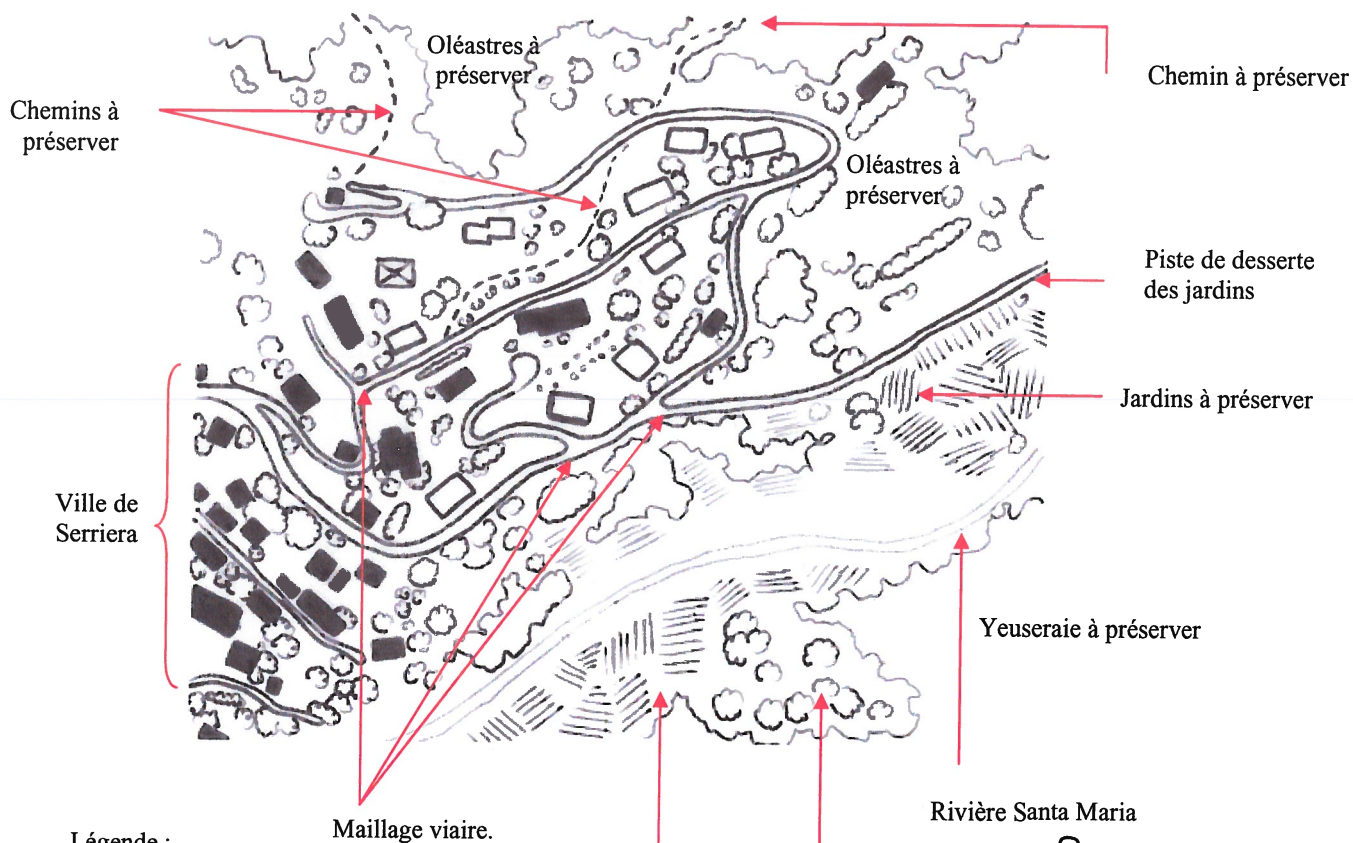 Oléastres à
préserver
Chemin à préserver
Chemins à
préserver
Oléastres à
préserver
Piste de desserte
des jardins
Jardins à préserver
Ville de
Serriera
Yeuseraie à préserver
Rivière Santa Maria
Maillage viaire.
Légende :